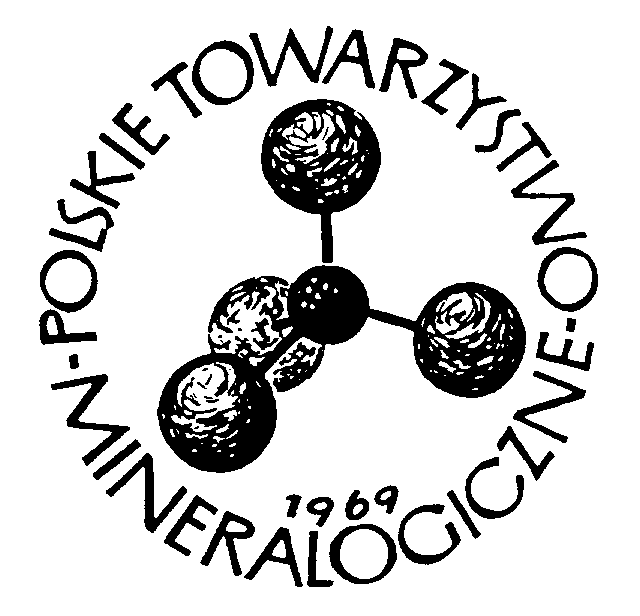 POLSKIE TOWARZYSTWO
-MINERALOGICZNE-
1969